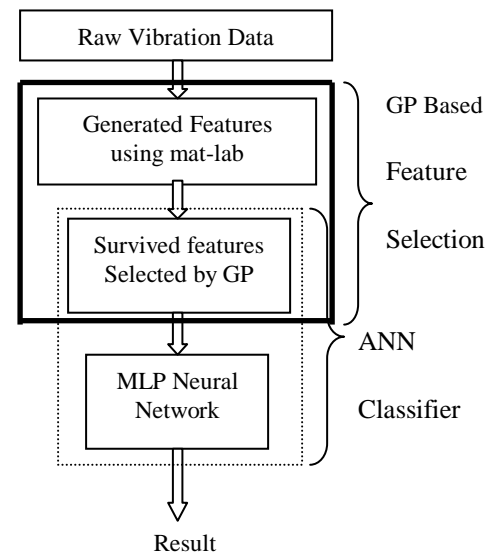 Raw Vibration Data
Generated Features
using mat-lab
GP Based
Feature
Selection
Survived features
Selected by GP
ANN
Classifier
MLP Neural
Network
Result